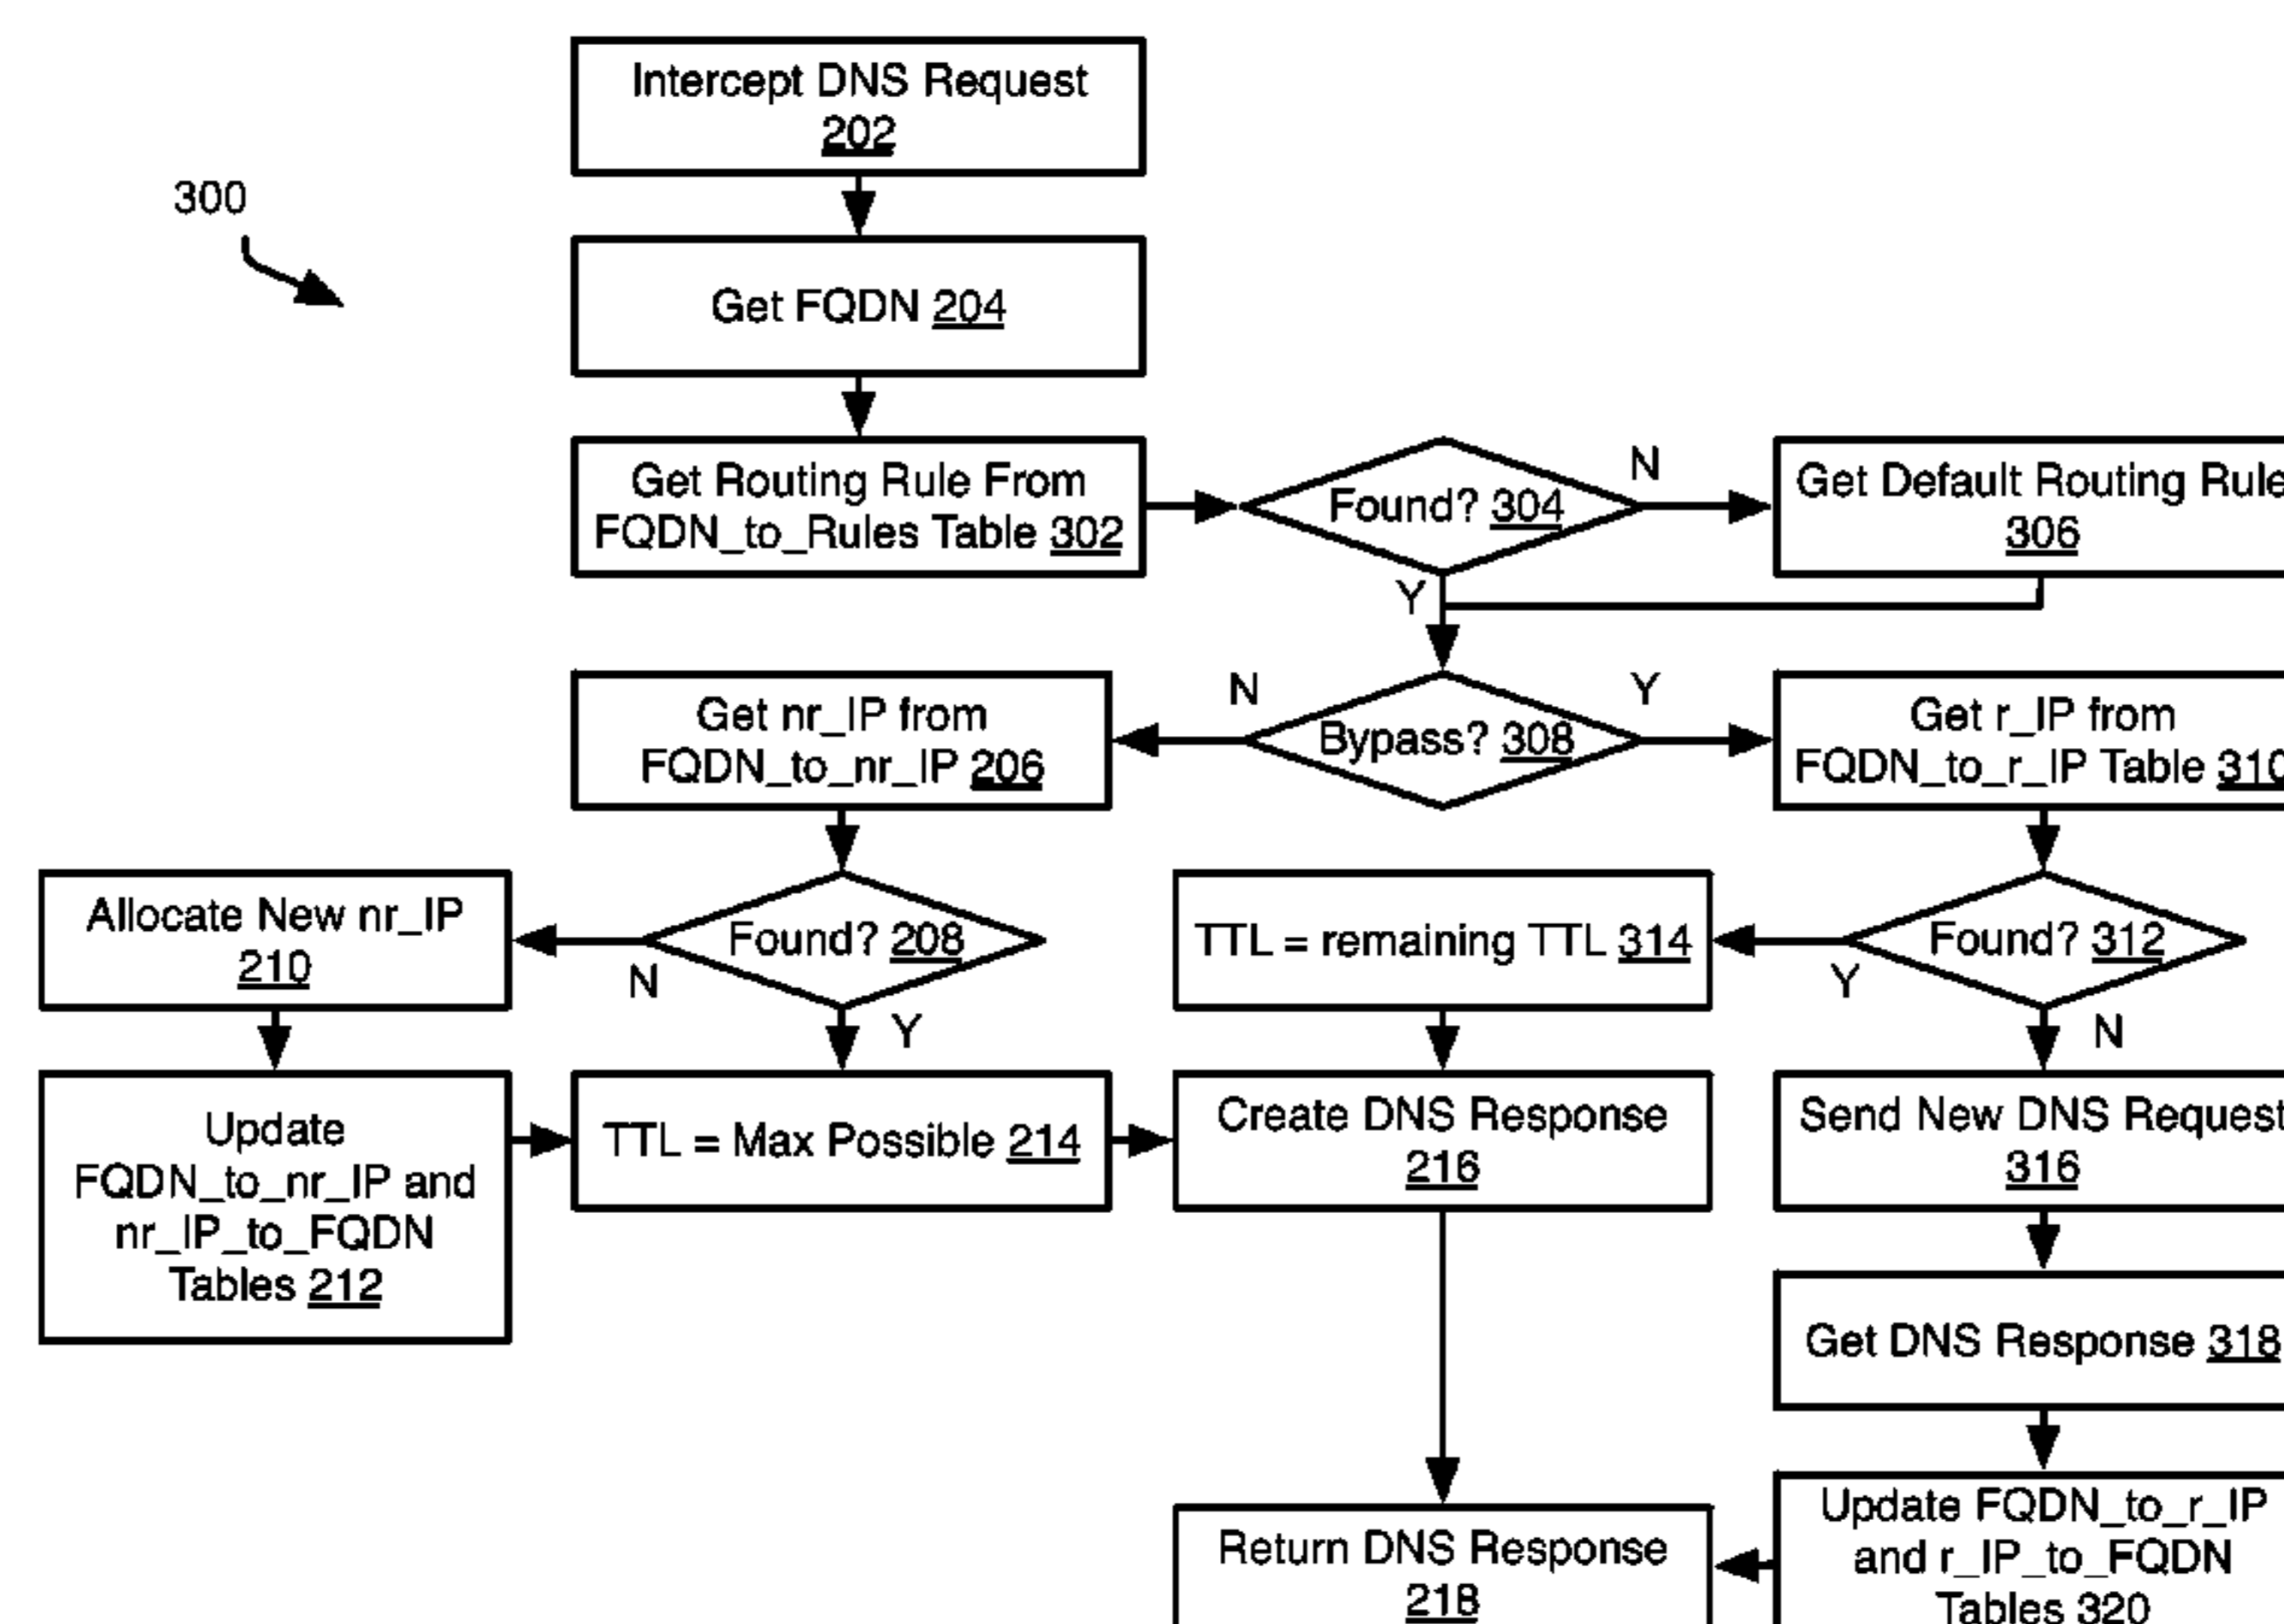 Intercept DNS Request
202
300
Get FQDN 204
Get Routing Rule From
FQDN_to_Rules Table 302
Found? 304
N
Get Default Routing Rule
306
Y
Get nr_IP from
FQDN_to_nr_IP 206
N
Bypass? 308
Y
Get r_IP from
FQDN_to_r_IP Table 310
Allocate New nr_IP
210
N
Found? 208
Y
TTL = remaining TTL 314
Y
Found? 312
N
Update
FQDN_to_nr_IP and
nr_IP_to_FQDN
Tables 212
TTL = Max Possible 214
Create DNS Response
216
Send New DNS Request
316
Get DNS Response 318
Return DNS Response
218
Update FQDN_to_r_IP
and r_IP_to_FQDN
Tables 320